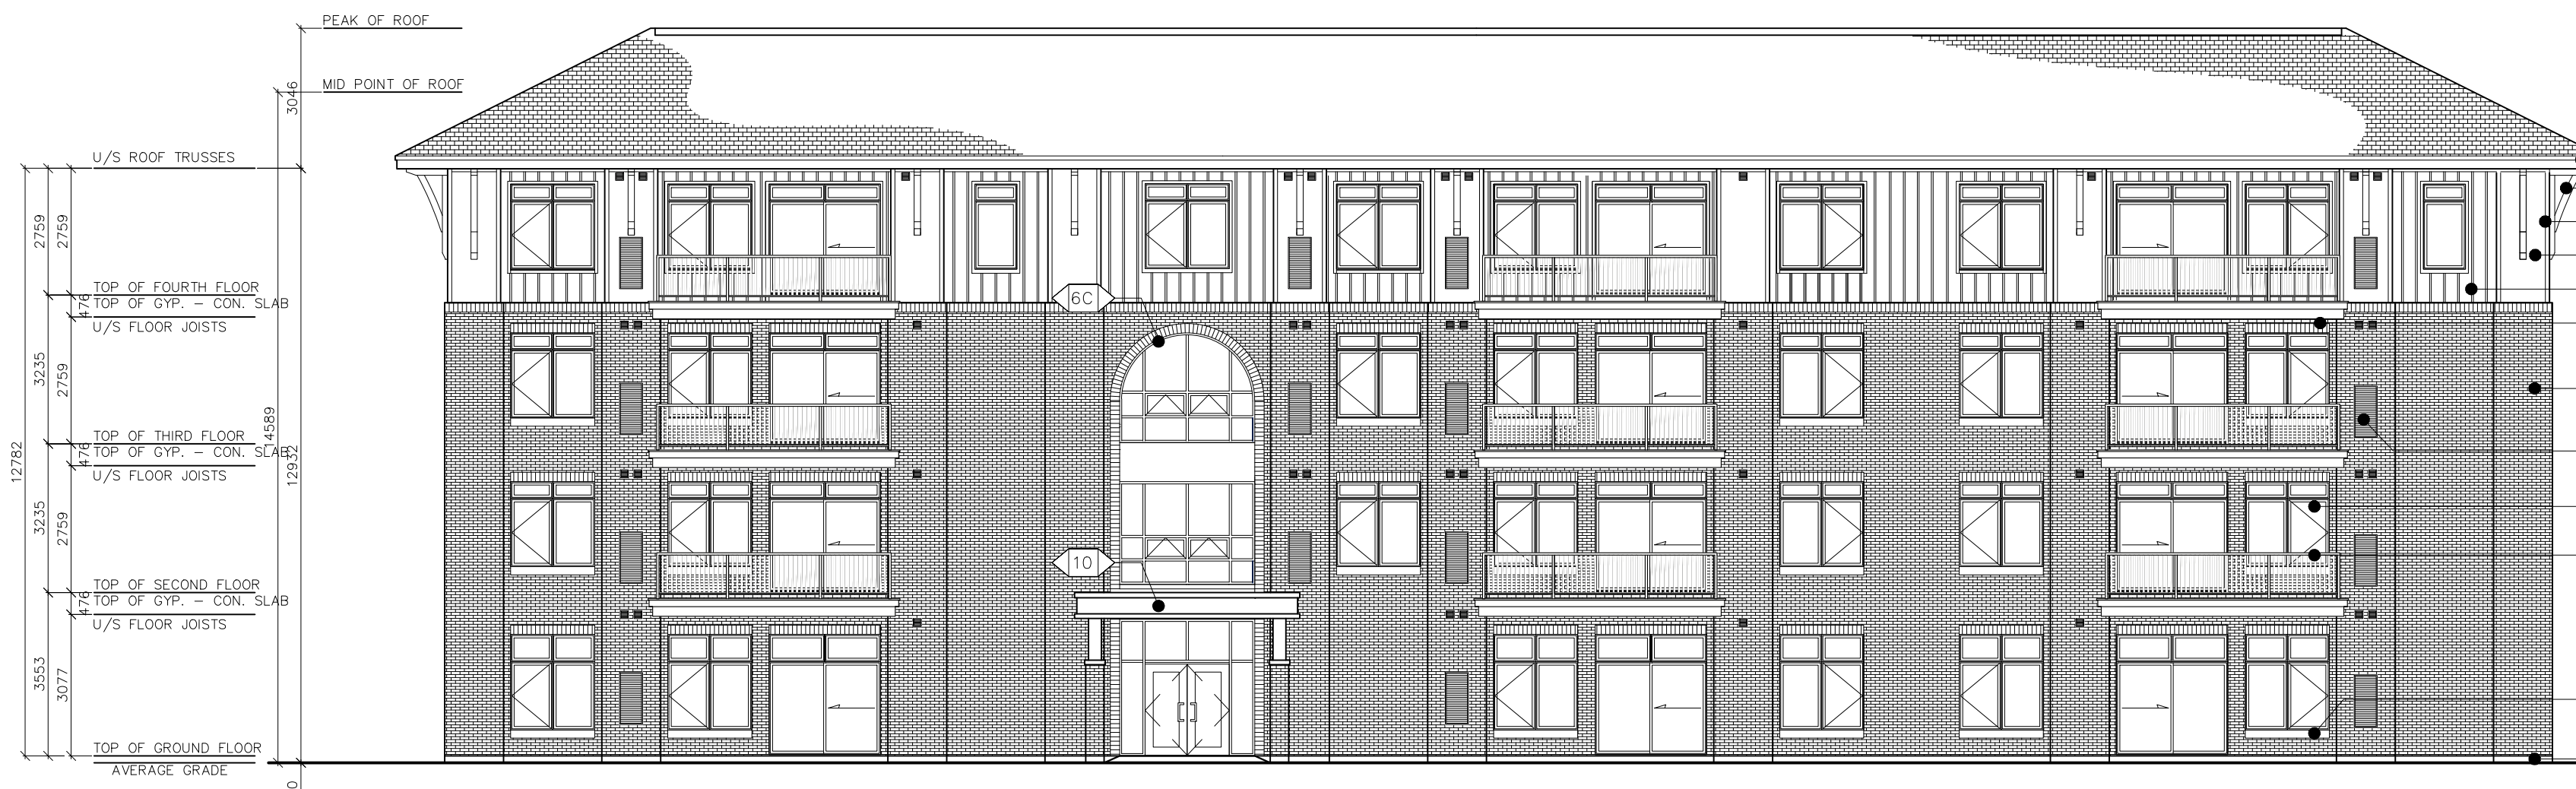 PEAK OF ROOF
3046
MID POINT OF ROOF
U/S ROOF TRUSSES
2759
2759
TOP OF FOURTH FLOOR
476
TOP OF GYP. – CON. SLAB
U/S FLOOR JOISTS
6C
3235
2759
14589
12932
12782
TOP OF THIRD FLOOR
476
TOP OF GYP. – CON. SLAB
U/S FLOOR JOISTS
3235
2759
10
TOP OF SECOND FLOOR
476
TOP OF GYP. – CON. SLAB
U/S FLOOR JOISTS
3553
3077
TOP OF GROUND FLOOR
AVERAGE GRADE
0